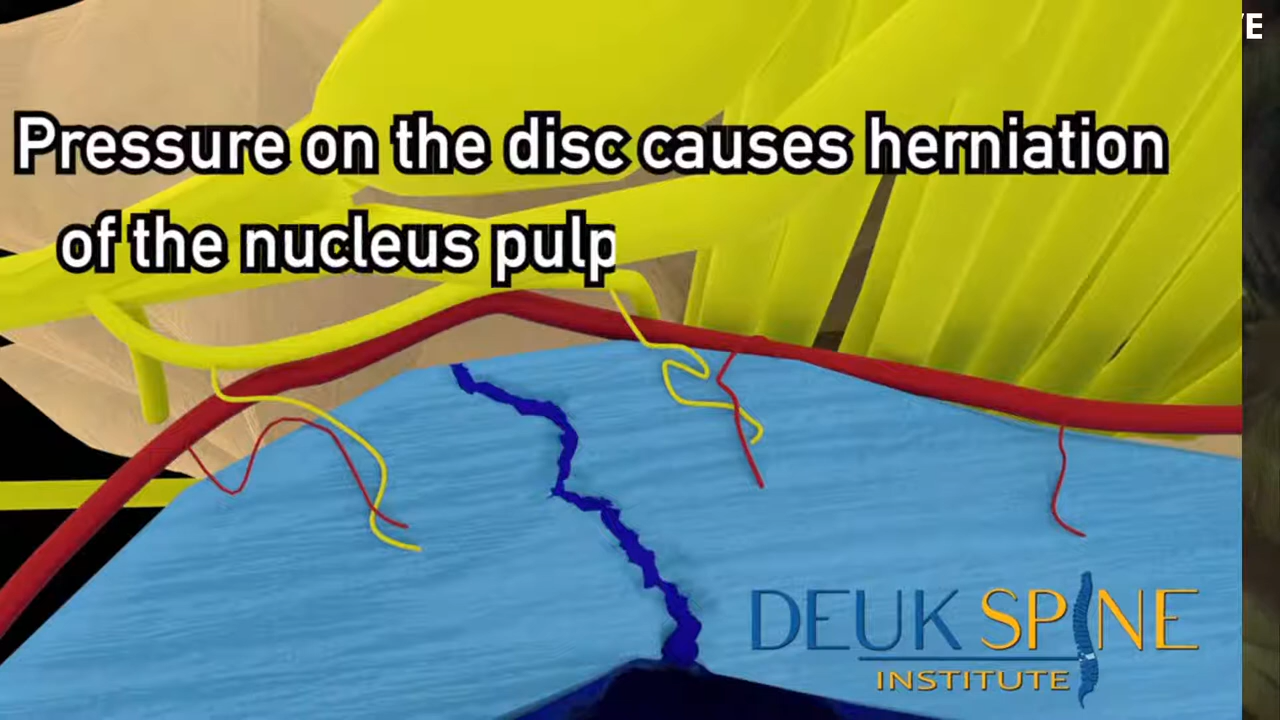 Pressure on the disc causes herniation
of the nucleus pulp
DEUK SPINE
INSTITUTE